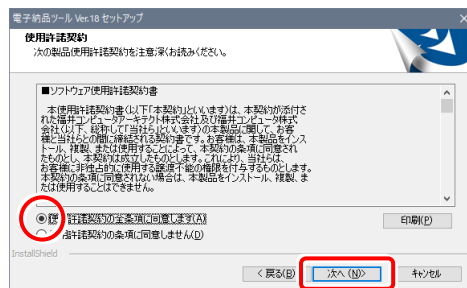 電子納品ツール Ver.18 セットアップ
使用許諾契約
次の製品使用許諾契約を注意深くお読みください。
■ソフトウェア使用許諾契約書
本使用許諾契約書(以下「本契約」といいます)は、本契約が添付さ
れた福井コンピュータアーキテクト株式会社及び福井コンピュータ株式
会社(以下、総称して「当社ら」といいます)の本製品に関して、お客
様と当社らとの間に締結される契約書です。お客様は、本製品をインス
トール、複製、または使用することによって、本契約の条項に同意され
たものとし、本契約は成立したものとします。これにより、当社らは、
お客様に非独占的に使用する譲渡不能の権限を付与するものとします。
本契約の条項に同意されない場合は、本製品をインストール、複製、ま
たは使用することはできません。
許諾契約の全条項に同意します(A)
印刷(P)
許諾契約の条項に同意しません(D)
InstallShield
< 戻る(B)
次へ (N)>
キャンセル